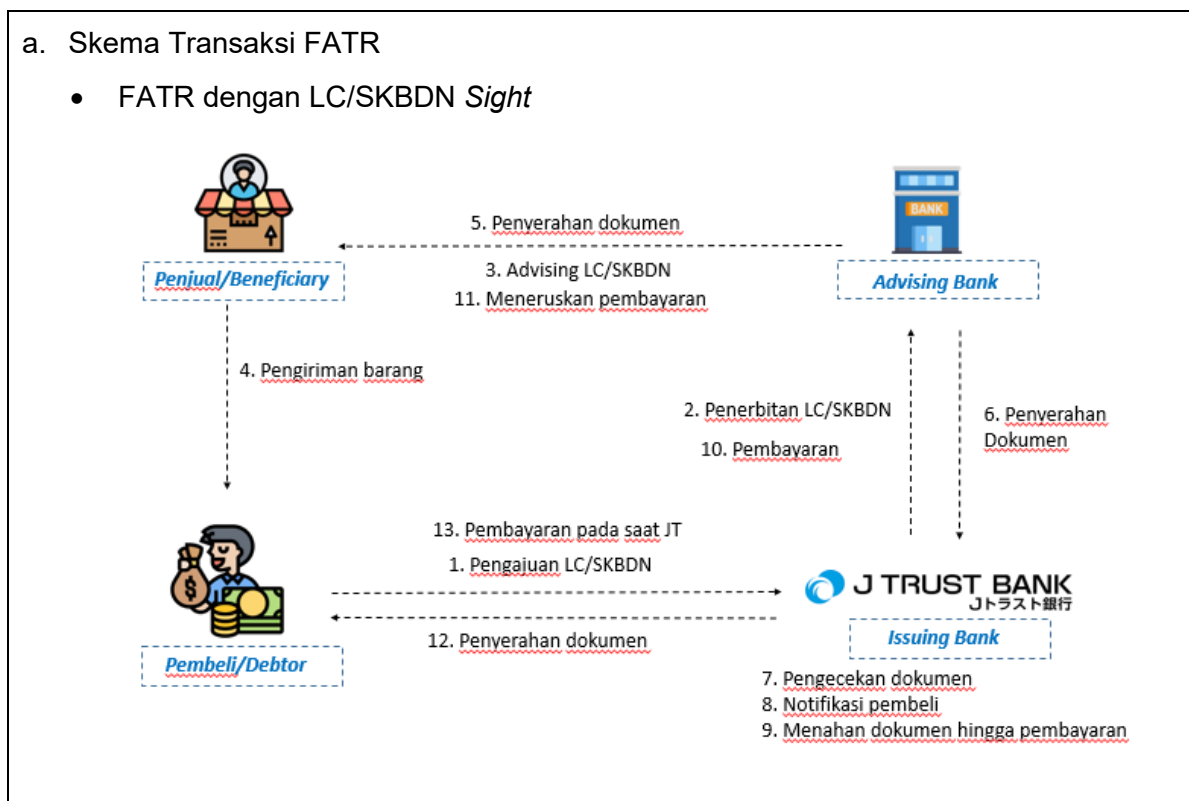 a. Skema Transaksi FATR
• FATR dengan LC/SKBDN Sight
BANK
5. Penyerahan dokumen
Penjual/Beneficiary
3. Advising LC/SKBDN
Advising Bank
11. Meneruskan pembayaran
4. Pengiriman barang
2. Penerbitan LC/SKBDN
6. Penyerahan
Dokumen
10. Pembayaran
13. Pembayaran pada saat JT
1. Pengajuan LC/SKBDN
J TRUST BANK
Jトラスト銀行
12. Penyerahan dokumen
Issuing Bank
Pembeli/Debtor
7. Pengecekan dokumen
8. Notifikasi pembeli
9. Menahan dokumen hingga pembayaran